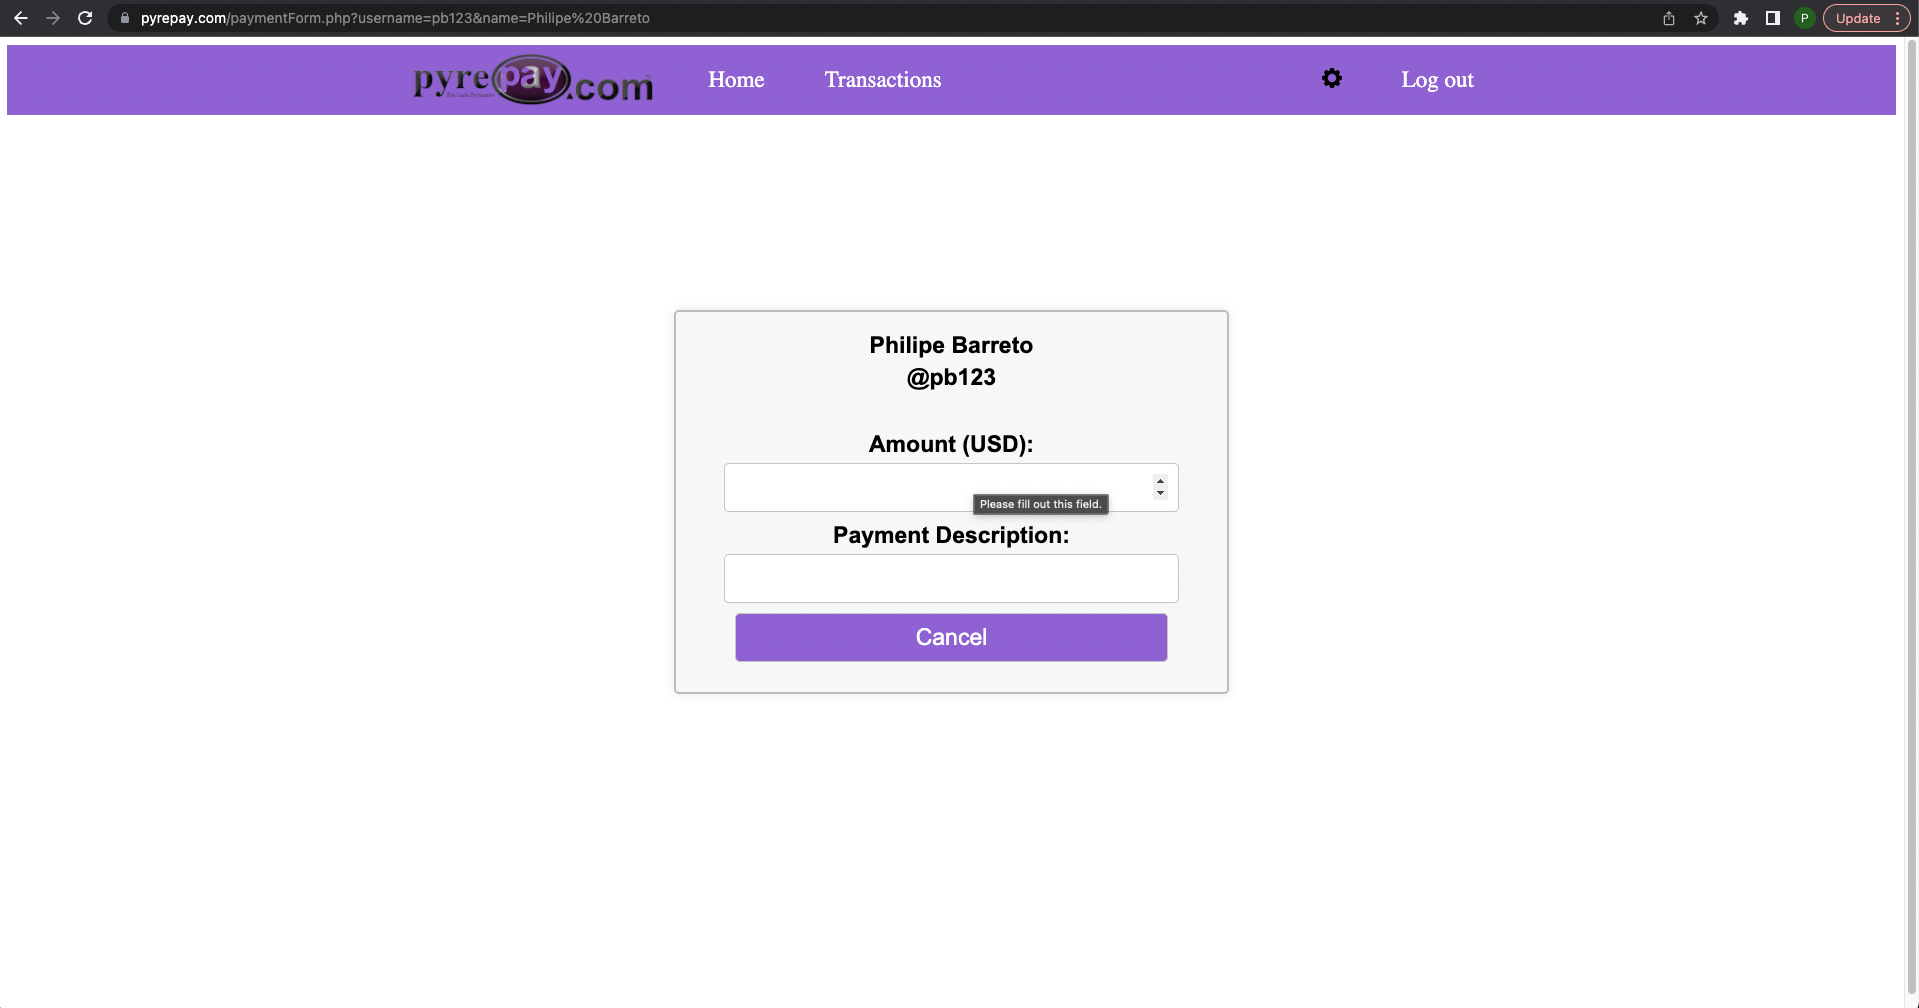 pyrepay.com/paymentForm.php?username=pb123&name=Philipe%20Barreto
P
Update
pyrepay.com
Home
Transactions
Log out
Philipe Barreto
@pb123
Amount (USD):
Please fill out this field.
Payment Description:
Cancel